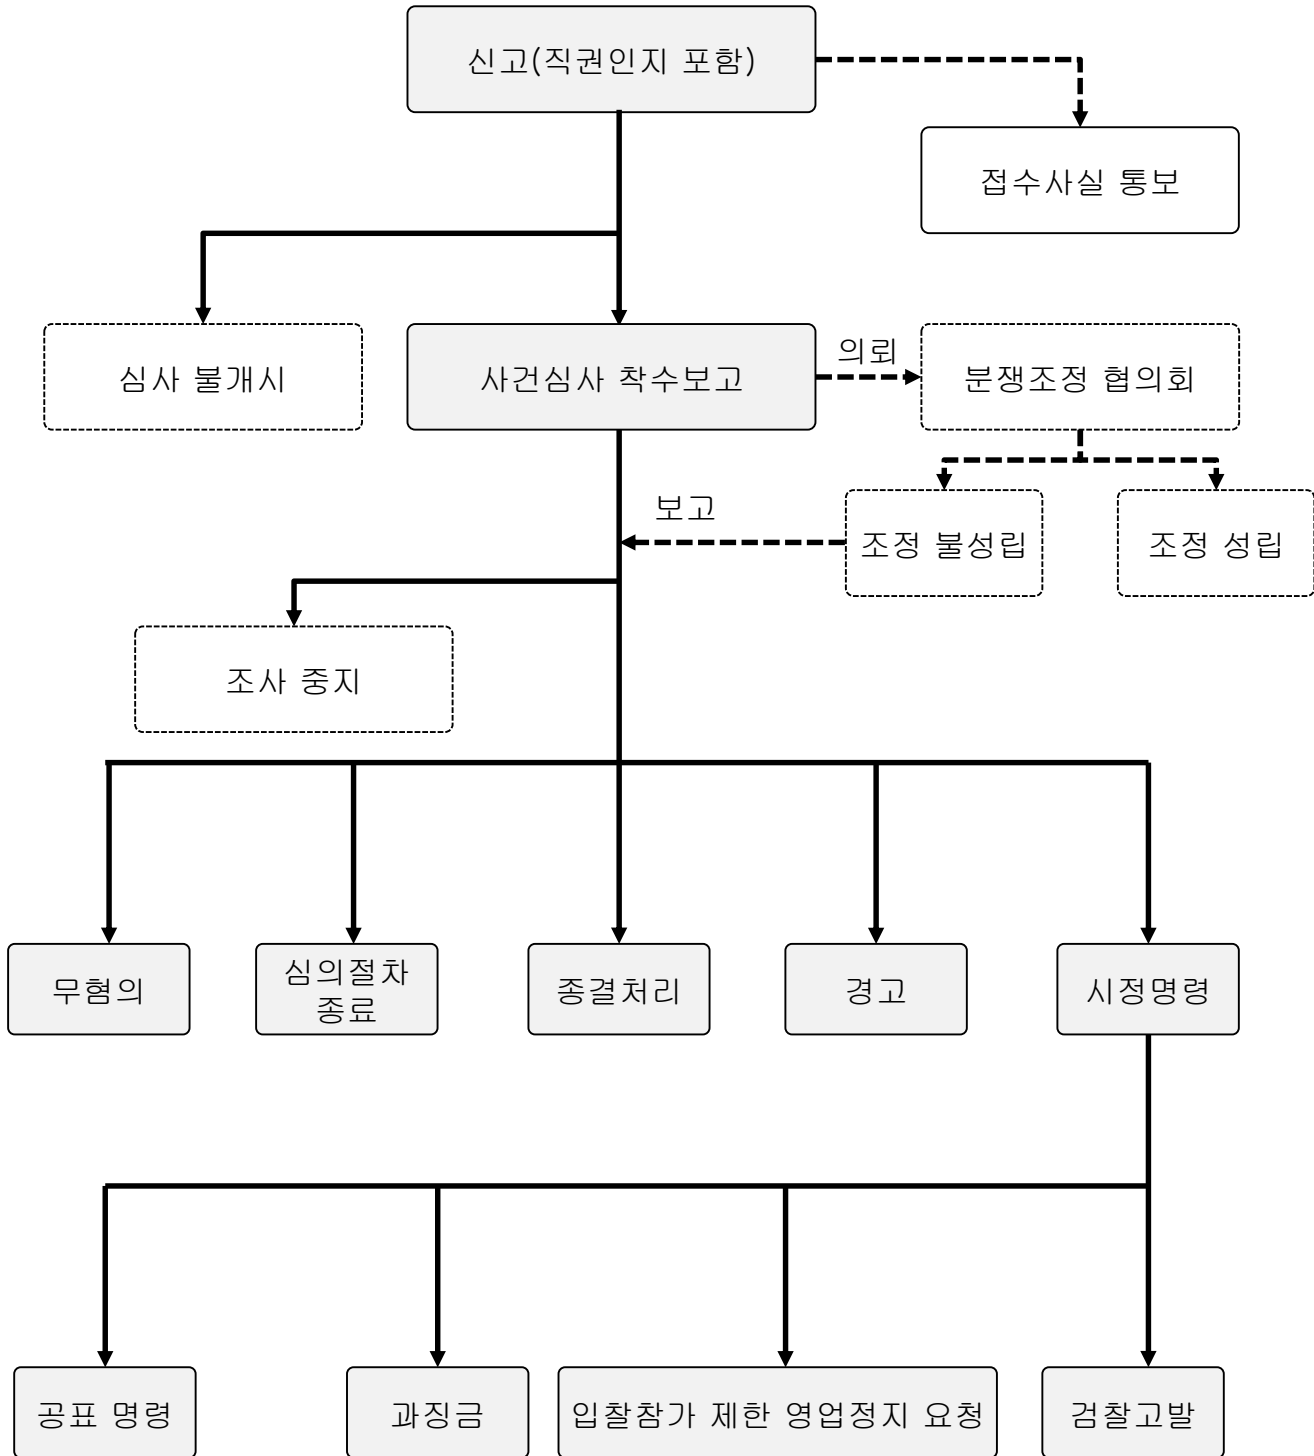 신고(직권인지 포함)
접수사실 통보
심사 불개시
사건심사 착수보고
의뢰
분쟁조정 협의회
보고
조정 불성립
조정 성립
조사 중지
무혐의
심의절차
종료
종결처리
경고
시정명령
공표 명령
과징금
입찰참가 제한 영업정지 요청
검찰고발